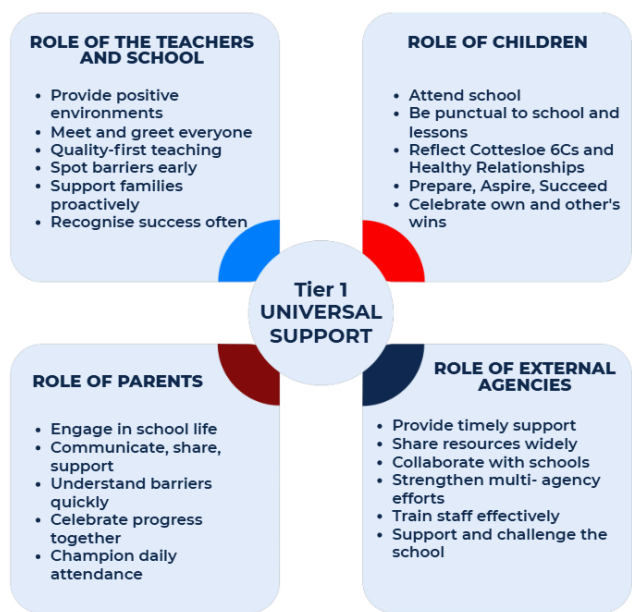 ROLE OF THE TEACHERS
AND SCHOOL
• Provide positive
environments
• Meet and greet everyone
• Quality-first teaching
• Spot barriers early
• Support families
proactively
• Recognise success often
ROLE OF CHILDREN
• Attend school
• Be punctual to school and
lessons
• Reflect Cottesloe 6Cs and
Healthy Relationships
• Prepare, Aspire, Succeed
• Celebrate own and other's
wins
Tier 1
UNIVERSAL
SUPPORT
ROLE OF PARENTS
• Engage in school life
• Communicate, share,
support
• Understand barriers
quickly
• Celebrate progress
together
• Champion daily
attendance
ROLE OF EXTERNAL
AGENCIES
• Provide timely support
• Share resources widely
• Collaborate with schools
• Strengthen multi- agency
efforts
• Train staff effectively
• Support and challenge the
school